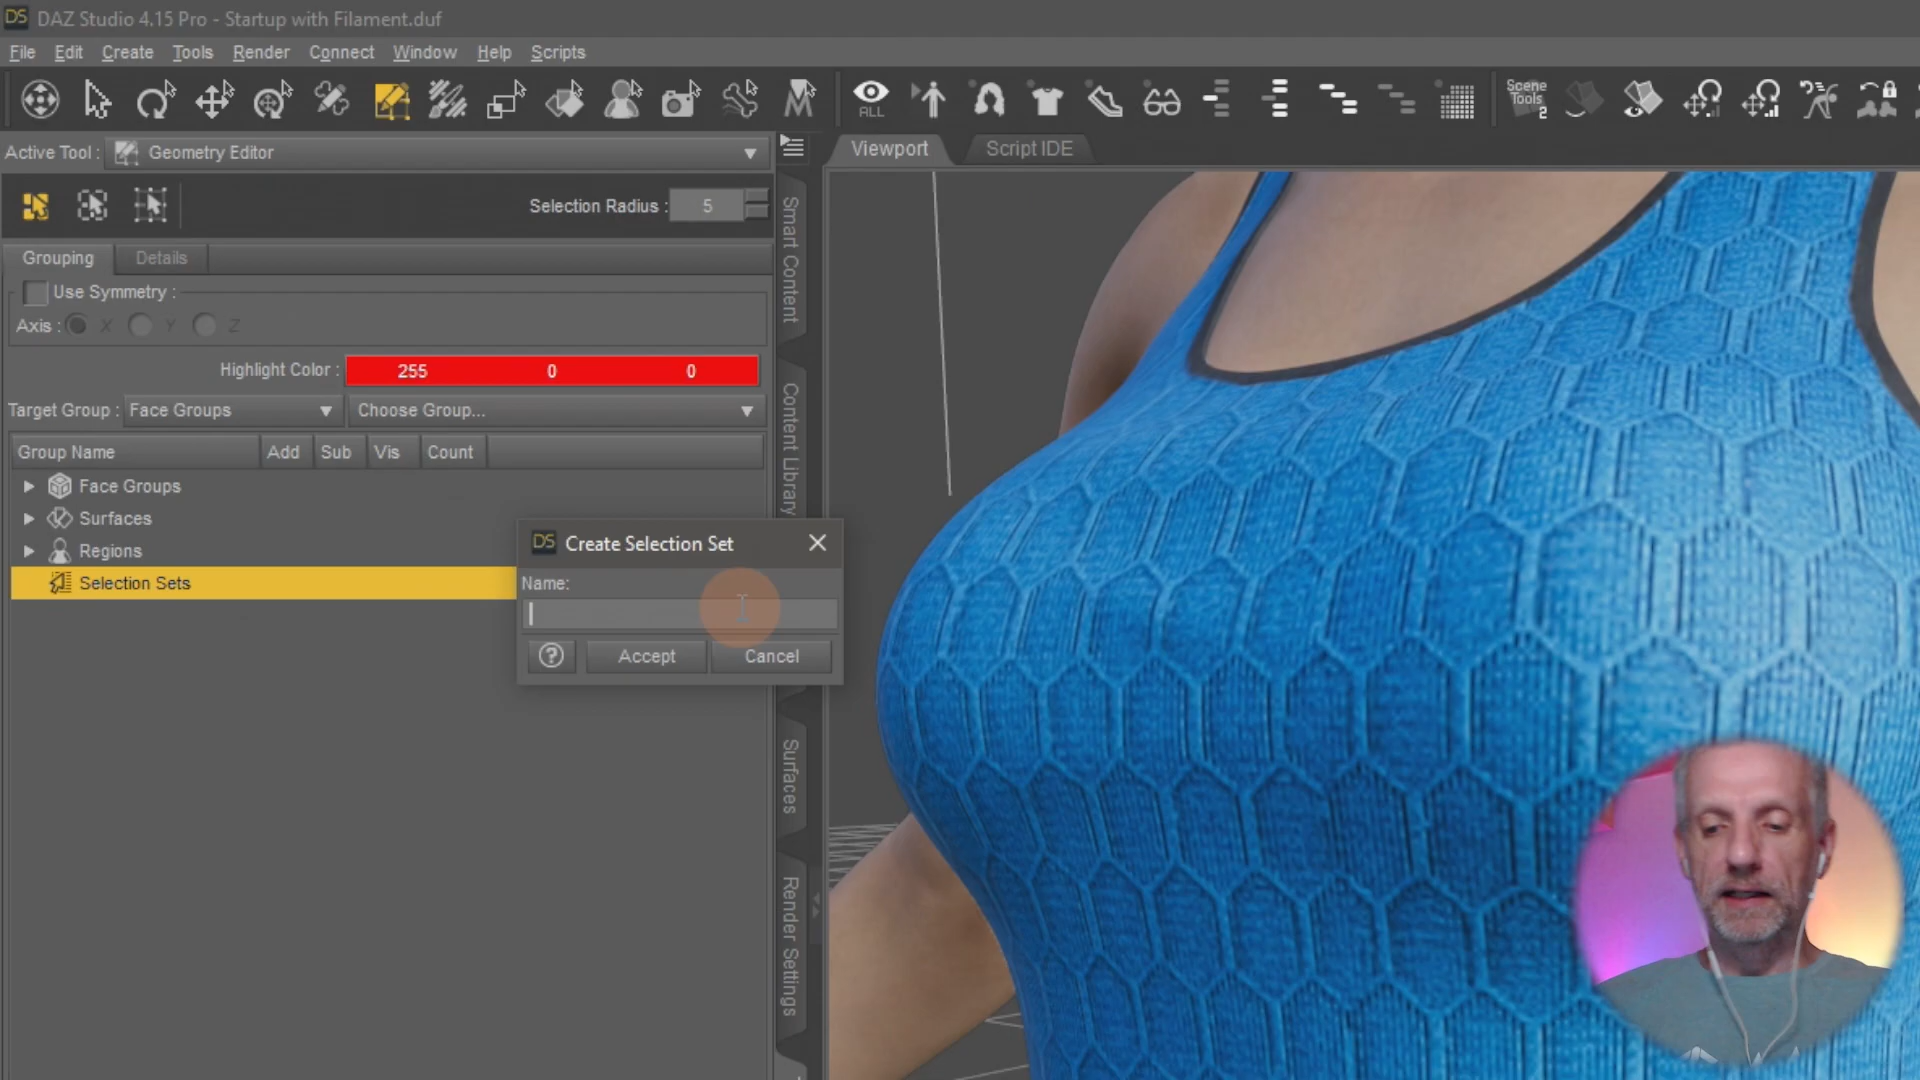 DS DAZ Studio 4.15 Pro - Startup with Filament.duf
File Edit Create Tools Render Connect Window Help Scripts
ALL
Scene
Tools
2
Active Tool : Geometry Editor
Viewport Script IDE
Selection Radius : 5
Smart Content
Grouping Details
Use Symmetry :
Axis : X Y Z
Highlight Color : 255 0 0
Target Group : Face Groups Choose Group...
Content Library
Group Name Add Sub Vis Count
Face Groups
Surfaces
Regions
Selection Sets
DS Create Selection Set
Name:
? Accept Cancel
Surfaces
Render Settings